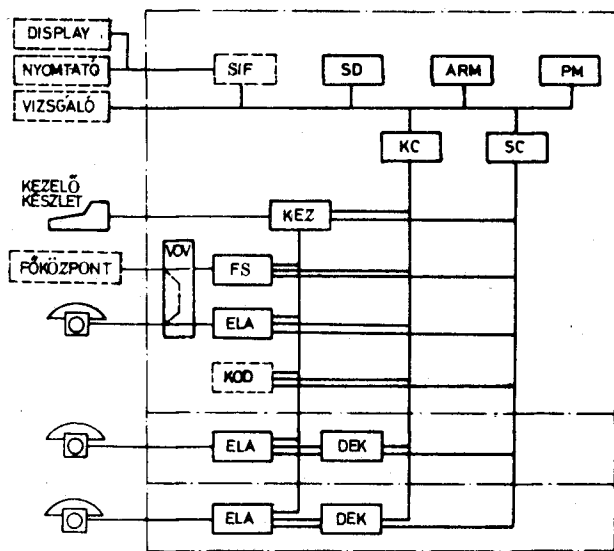 DISPLAY
NYOMTATÓ
SIF
SD
ARM
PM
VIZSGÁLÓ
KC
SC
KEZELŐ
KÉSZLET
KEZ
VOV
FŐKÖZPONT
FS
ELA
KOD
ELA
DEK
ELA
DEK